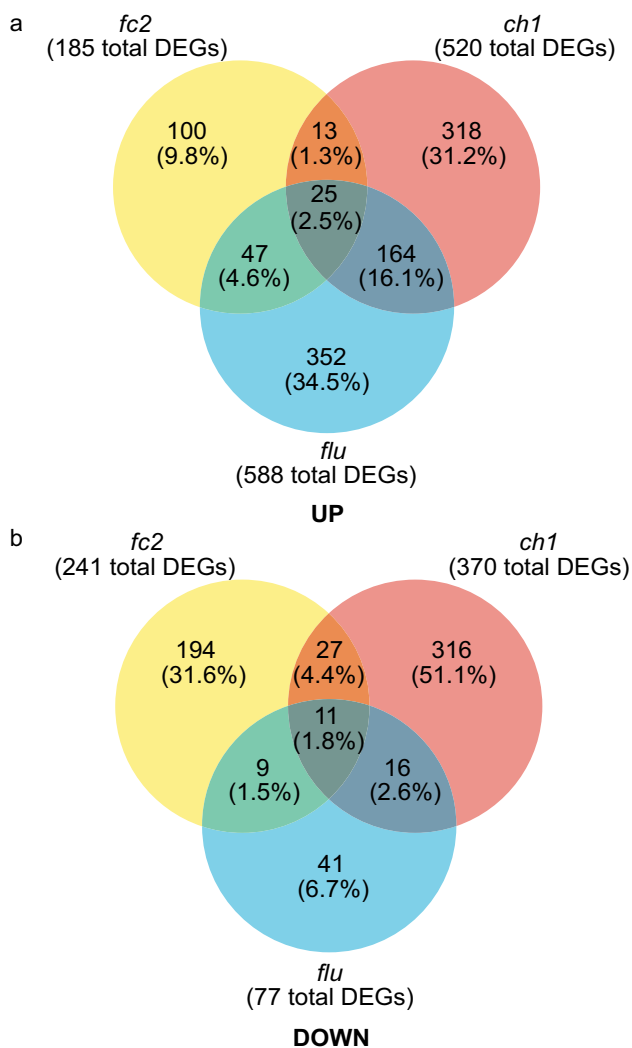 a
fc2
(185 total DEGs)
ch1
(520 total DEGs)
100
(9.8%)
13
(1.3%)
318
(31.2%)
25
(2.5%)
47
(4.6%)
164
(16.1%)
352
(34.5%)
flu
(588 total DEGs)
UP
b
fc2
(241 total DEGs)
ch1
(370 total DEGs)
194
(31.6%)
27
(4.4%)
316
(51.1%)
11
(1.8%)
9
(1.5%)
16
(2.6%)
41
(6.7%)
flu
(77 total DEGs)
DOWN